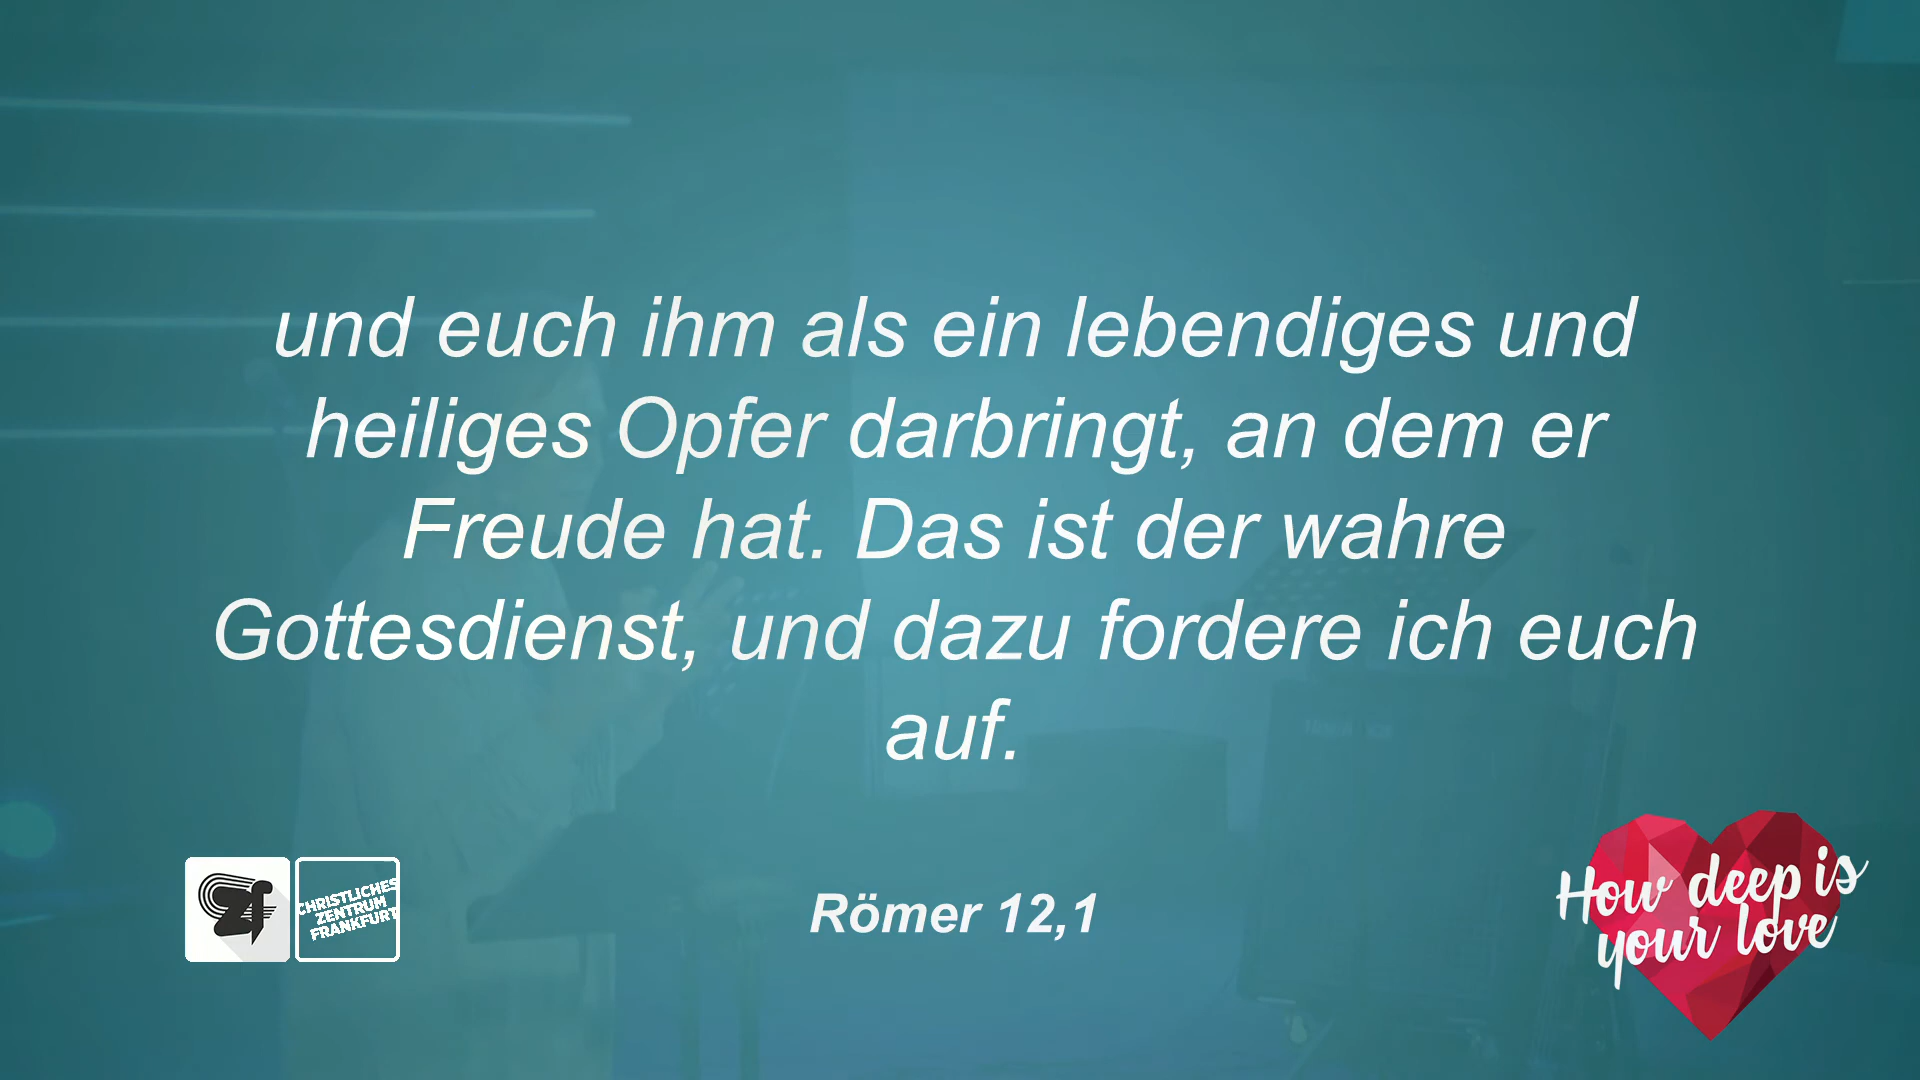 und euch ihm als ein lebendiges und
heiliges Opfer darbringt, an dem er
Freude hat. Das ist der wahre
Gottesdienst, und dazu fordere ich euch
auf.
Römer 12,1
czf
CHRISTLICHES
ZENTRUM
FRANKFURT
How deep is
your love